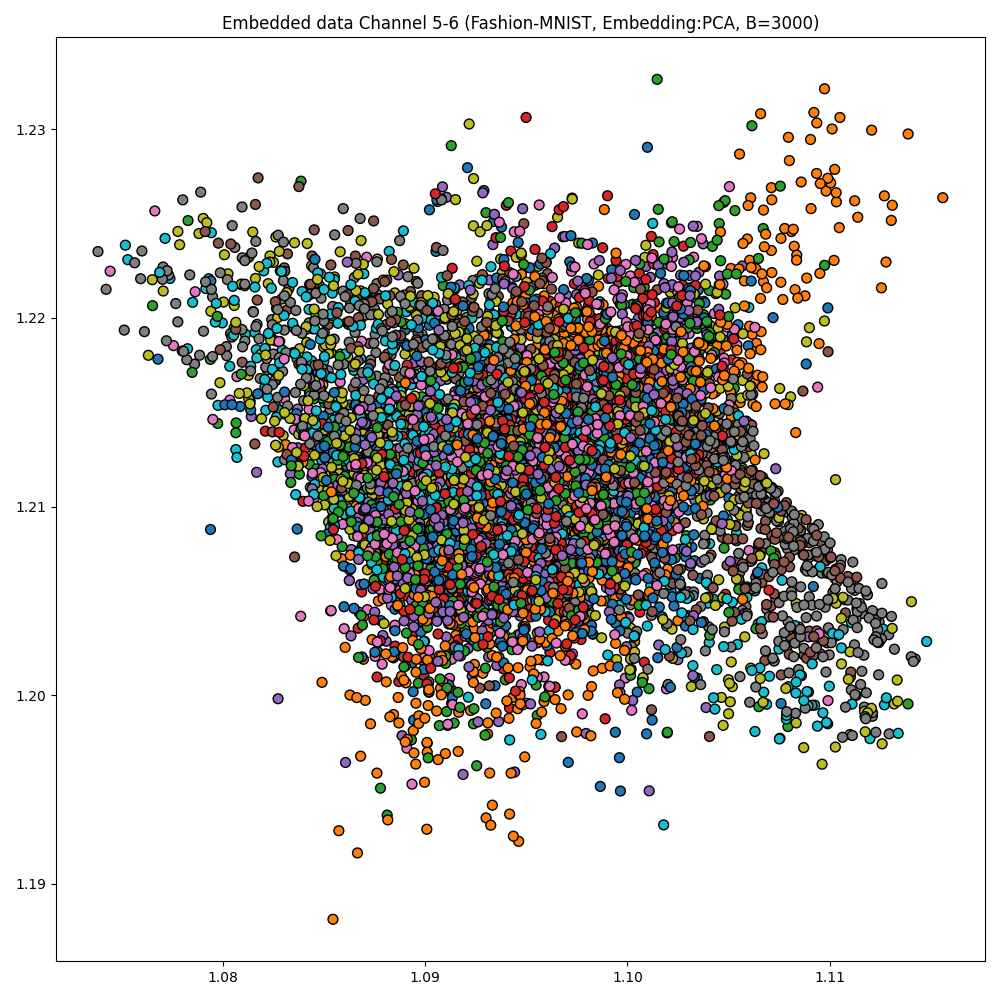 Embedded data Channel 5-6 (Fashion-MNIST, Embedding:PCA, B=3000)
1.23
1.22
1.21
1.20
1.19
1.08 1.09 1.10 1.11